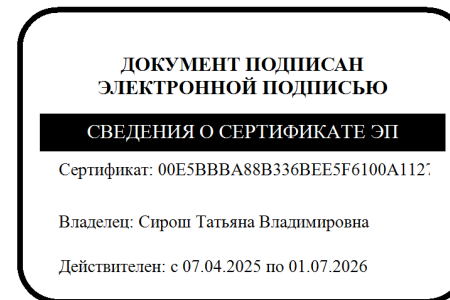 ДОКУМЕНТ ПОДПИСАН
ЭЛЕКТРОННОЙ ПОДПИСЬЮ
СВЕДЕНИЯ О СЕРТИФИКАТЕ ЭП
Сертификат: 00E5BBBA88B336BEE5F6100A1127
Владелец: Сирош Татьяна Владимировна
Действителен: с 07.04.2025 по 01.07.2026